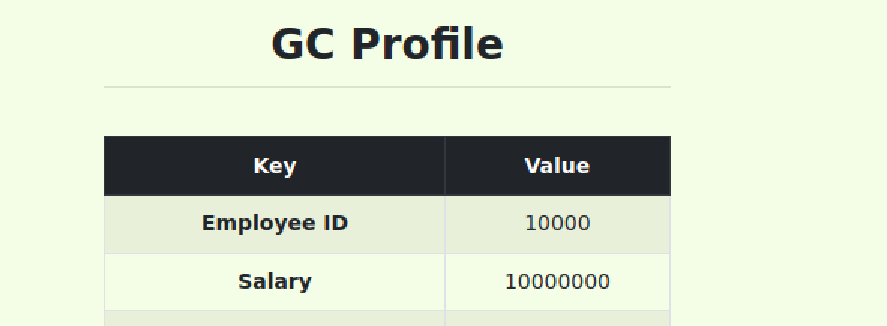 GC Profile
Key Value
Employee ID 10000
Salary 10000000